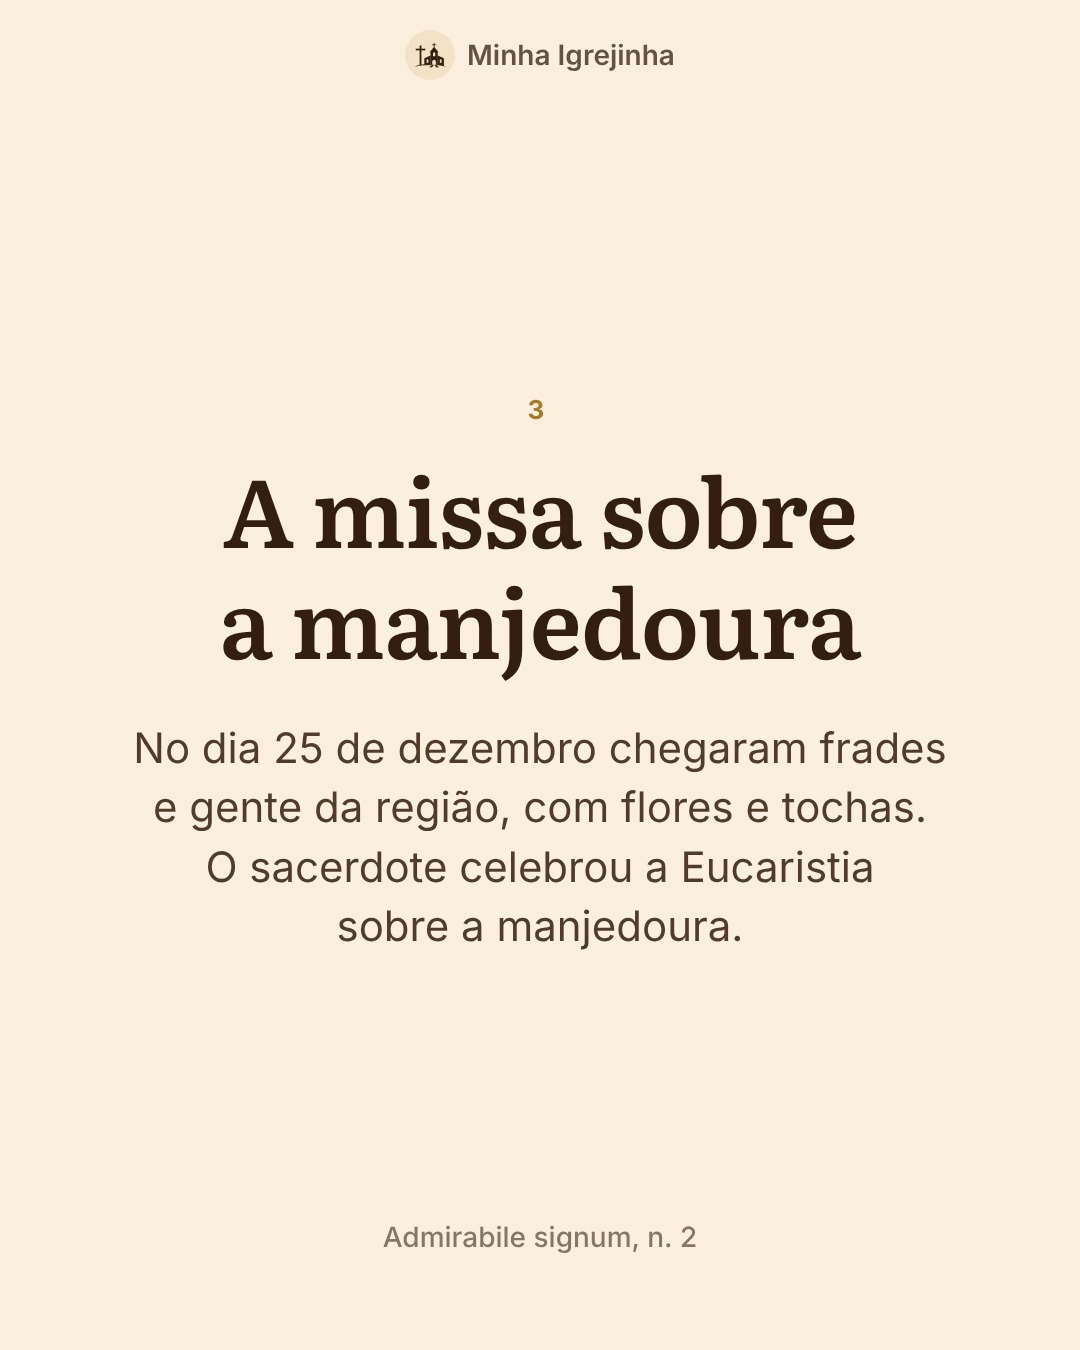 Minha Igrejinha
3
A missa sobre
a manjedoura
No dia 25 de dezembro chegaram frades
e gente da região, com flores e tochas.
O sacerdote celebrou a Eucaristia
sobre a manjedoura.
Admirabile signum, n. 2